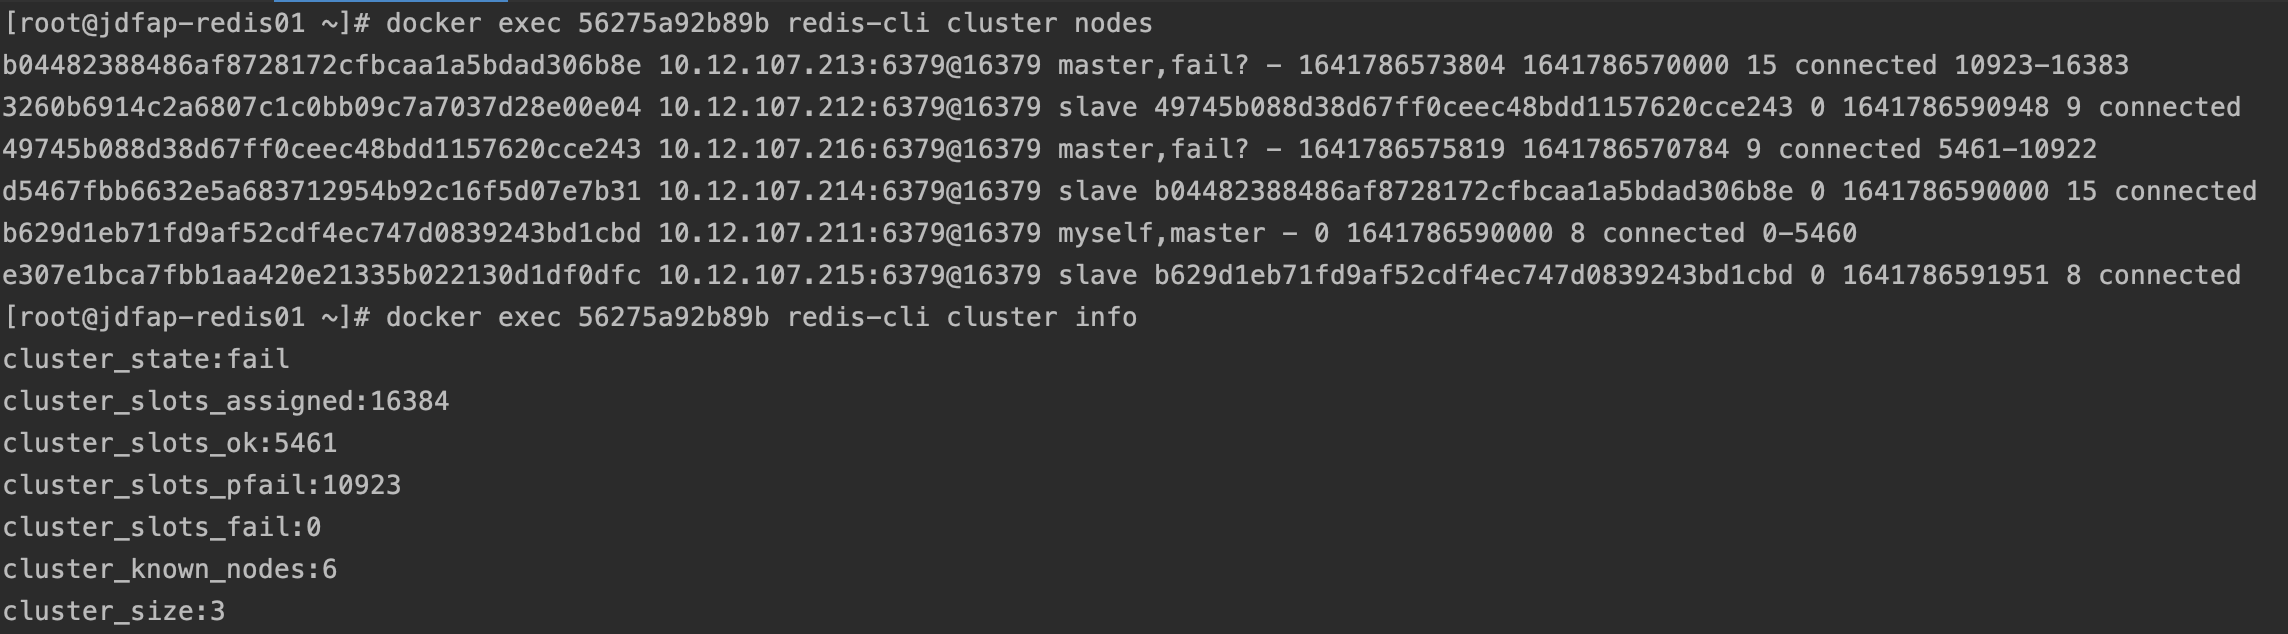 [root@jdfap-redis01 ~]# docker exec 56275a92b89b redis-cli cluster nodes
b04482388486af8728172cfbcaa1a5bdad306b8e 10.12.107.213:6379@16379 master,fail? - 1641786573804 1641786570000 15 connected 10923-16383
3260b6914c2a6807c1c0bb09c7a7037d28e00e04 10.12.107.212:6379@16379 slave 49745b088d38d67ff0ceec48bdd1157620cce243 0 1641786590948 9 connected
49745b088d38d67ff0ceec48bdd1157620cce243 10.12.107.216:6379@16379 master,fail? - 1641786575819 1641786570784 9 connected 5461-10922
d5467fbb6632e5a683712954b92c16f5d07e7b31 10.12.107.214:6379@16379 slave b04482388486af8728172cfbcaa1a5bdad306b8e 0 1641786590000 15 connected
b629d1eb71fd9af52cdf4ec747d0839243bd1cbd 10.12.107.211:6379@16379 myself,master - 0 1641786590000 8 connected 0-5460
e307e1bca7fbb1aa420e21335b022130d1df0dfc 10.12.107.215:6379@16379 slave b629d1eb71fd9af52cdf4ec747d0839243bd1cbd 0 1641786591951 8 connected
[root@jdfap-redis01 ~]# docker exec 56275a92b89b redis-cli cluster info
cluster_state:fail
cluster_slots_assigned:16384
cluster_slots_ok:5461
cluster_slots_pfail:10923
cluster_slots_fail:0
cluster_known_nodes:6
cluster_size:3